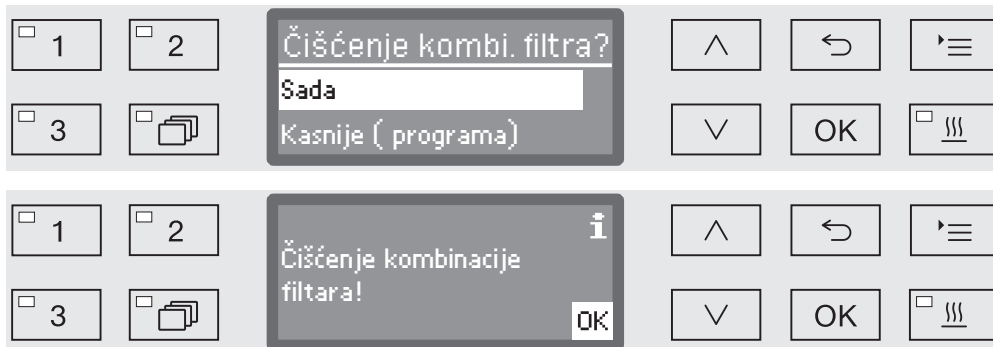 1
2
Čišćenje kombi. filtra?
Sada
3
Kasnije ( programa)
OK
1
2
i
Čišćenje kombinacije
filtara!
3
OK
OK